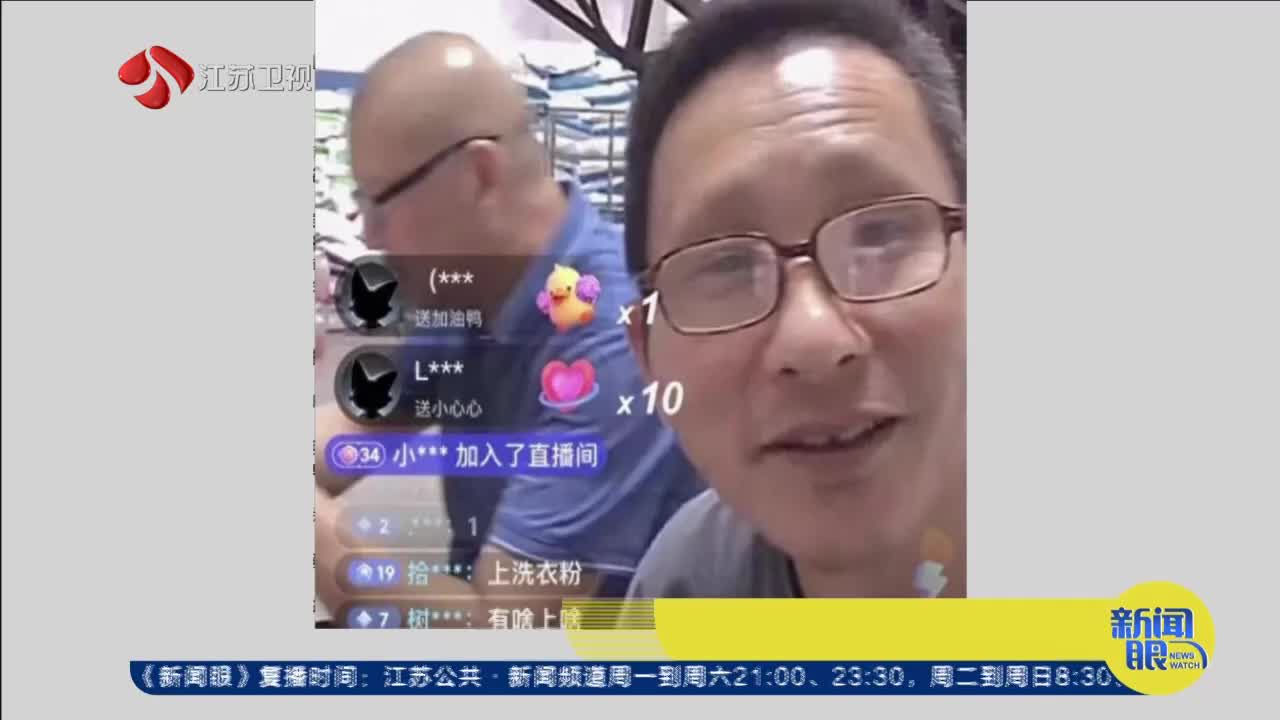 江苏卫视
(***
送加油鸭
x1
L***
送小心心
x10
34 小*** 加入了直播间
2 .***: 1
19 拾***: 上洗衣粉
7 树***: 有啥上啥
新闻眼
NEWS WATCH
《新闻眼》复播时间：江苏公共·新闻频道周一到周六21:00、23:30，周二到周日8:30、